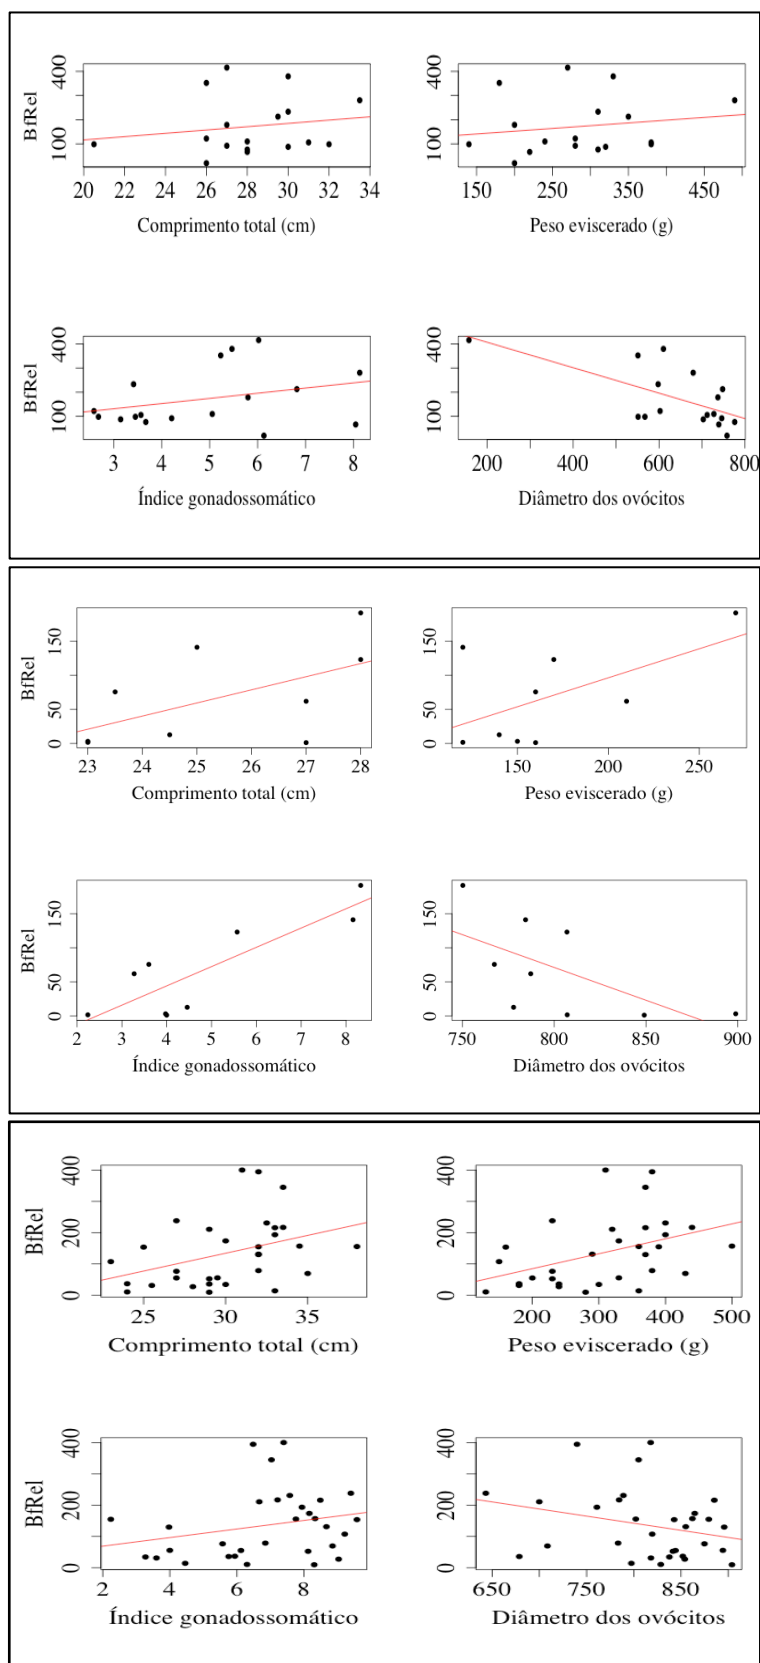 BfRel
400
100
20 22 24 26 28 30 32 34
Comprimento total (cm)
150 250 350 450
Peso eviscerado (g)
BfRel
400
100
3 4 5 6 7 8
Índice gonadossomático
200 400 600 800
Diâmetro dos ovócitos
BfRel
150
50
0
23 24 25 26 27 28
Comprimento total (cm)
150
50
0
150 200 250
Peso eviscerado (g)
BfRel
150
50
0
2 3 4 5 6 7 8
Índice gonadossomático
150
50
0
750 800 850 900
Diâmetro dos ovócitos
BfRel
400
200
0
25 30 35
Comprimento total (cm)
400
200
0
200 300 400 500
Peso eviscerado (g)
BfRel
400
200
0
2 4 6 8
Índice gonadossomático
400
200
0
650 750 850
Diâmetro dos ovócitos